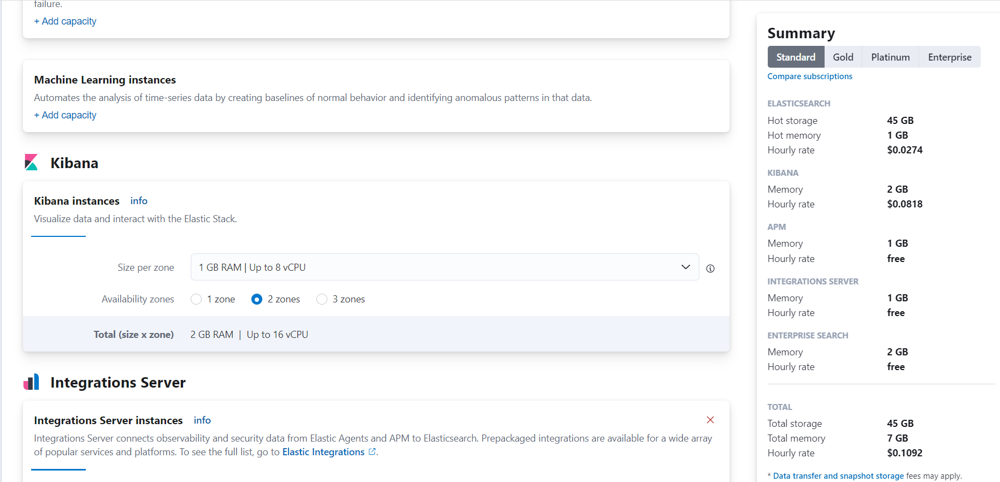 failure.
+ Add capacity
Machine Learning instances
Automates the analysis of time-series data by creating baselines of normal behavior and identifying anomalous patterns in that data.
+ Add capacity
Kibana
Kibana instances info
Visualize data and interact with the Elastic Stack.
Size per zone 1 GB RAM | Up to 8 vCPU
Availability zones 1 zone 2 zones 3 zones
Total (size x zone) 2 GB RAM | Up to 16 vCPU
Integrations Server
Integrations Server instances info
Integrations Server connects observability and security data from Elastic Agents and APM to Elasticsearch. Prepackaged integrations are available for a wide array
of popular services and platforms. To see the full list, go to Elastic Integrations.
Summary
Standard Gold Platinum Enterprise
Compare subscriptions
ELASTICSEARCH
Hot storage 45 GB
Hot memory 1 GB
Hourly rate $0.0274
KIBANA
Memory 2 GB
Hourly rate $0.0818
APM
Memory 1 GB
Hourly rate free
INTEGRATIONS SERVER
Memory 1 GB
Hourly rate free
ENTERPRISE SEARCH
Memory 2 GB
Hourly rate free
TOTAL
Total storage 45 GB
Total memory 7 GB
Hourly rate $0.1092
* Data transfer and snapshot storage fees may apply.